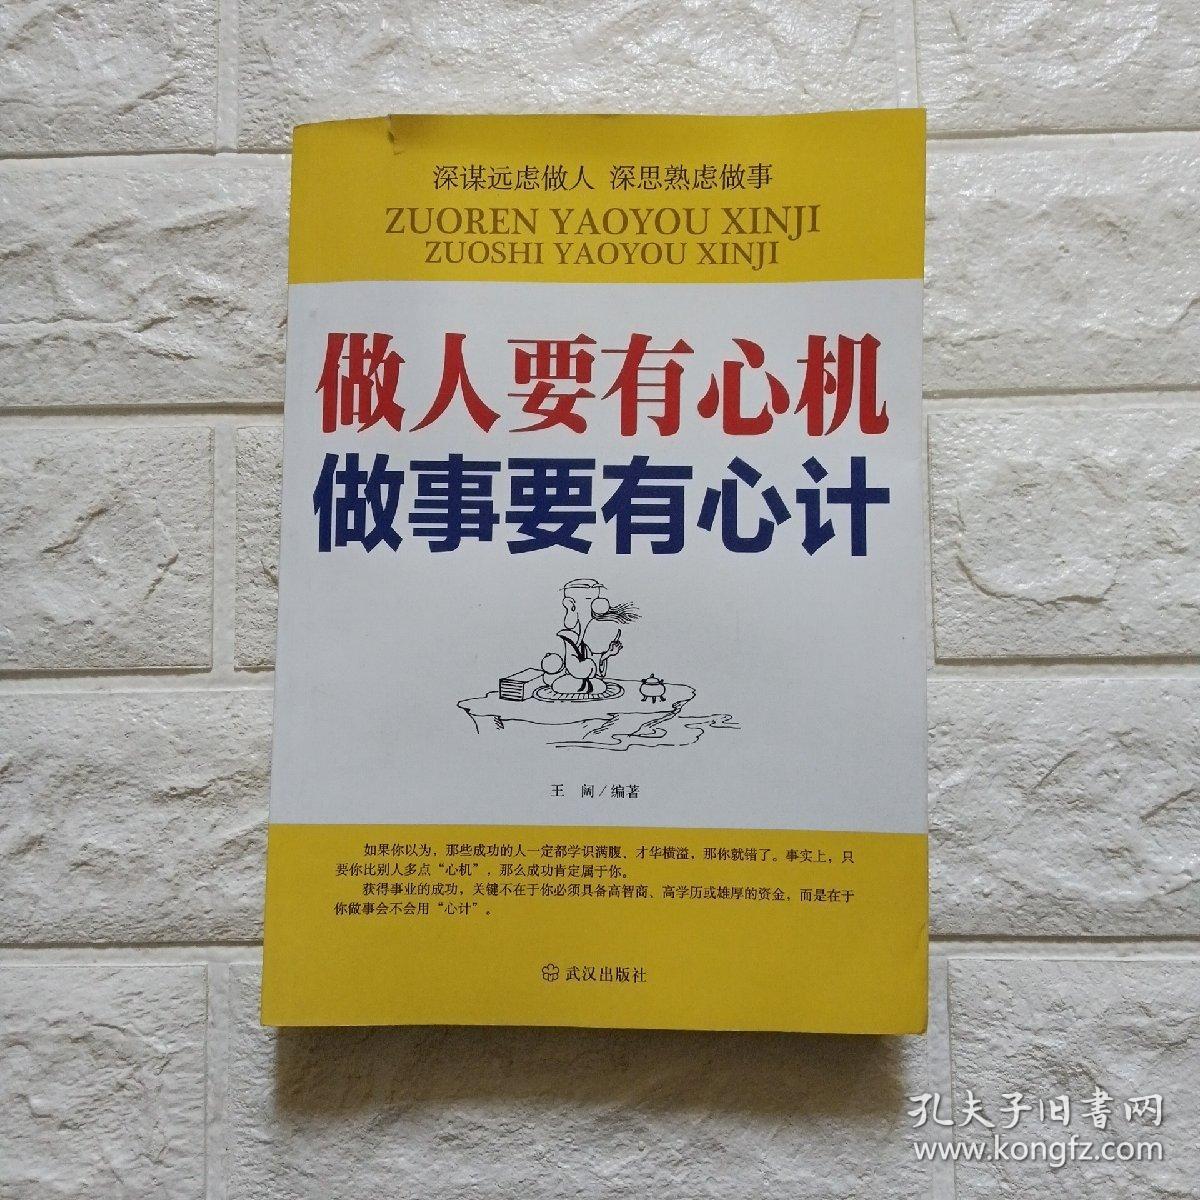 深谋远虑做人 深思熟虑做事
ZUOREN YAOYOU XINJI
ZUOSHI YAOYOU XINJI
做人要有心机
做事要有心计
王 阔/编著
如果你以为，那些成功的人一定都学识满腹、才华横溢，那你就错了。事实上，只
要你比别人多点“心机”，那么成功肯定属于你。
获得事业的成功，关键不在于你必须具备高智商、高学历或雄厚的资金，而是在于
你做事会不会用“心计”。
武汉出版社
孔夫子旧书网
www.kongfz.com